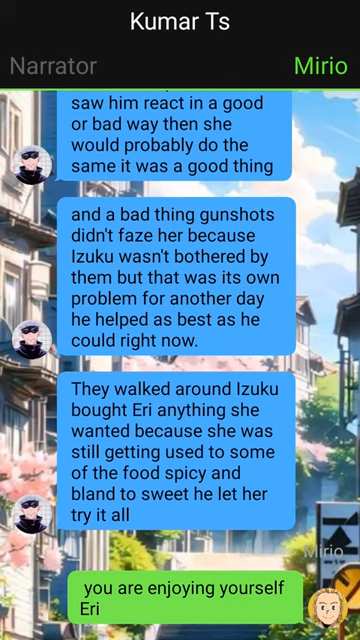 Kumar Ts
Narrator
Mirio
saw him react in a good
or bad way then she
would probably do the
same it was a good thing
and a bad thing gunshots
didn't faze her because
Izuku wasn't bothered by
them but that was its own
problem for another day
he helped as best as he
could right now.
They walked around Izuku
bought Eri anything she
wanted because she was
still getting used to some
of the food spicy and
bland to sweet he let her
try it all
Mirio
you are enjoying yourself
Eri